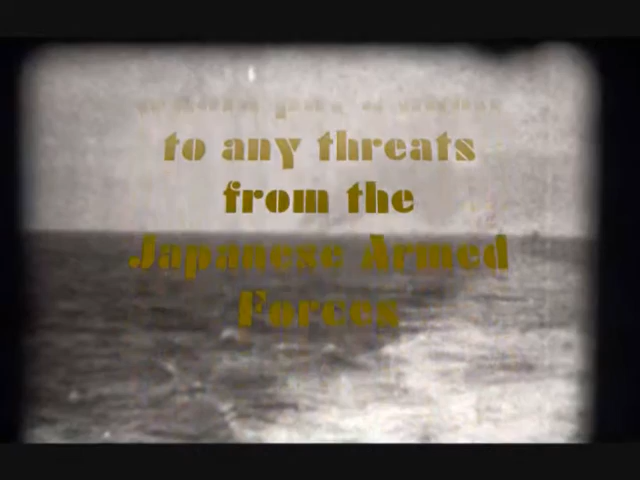 to any threats
from the
Japanese Armed
Forces